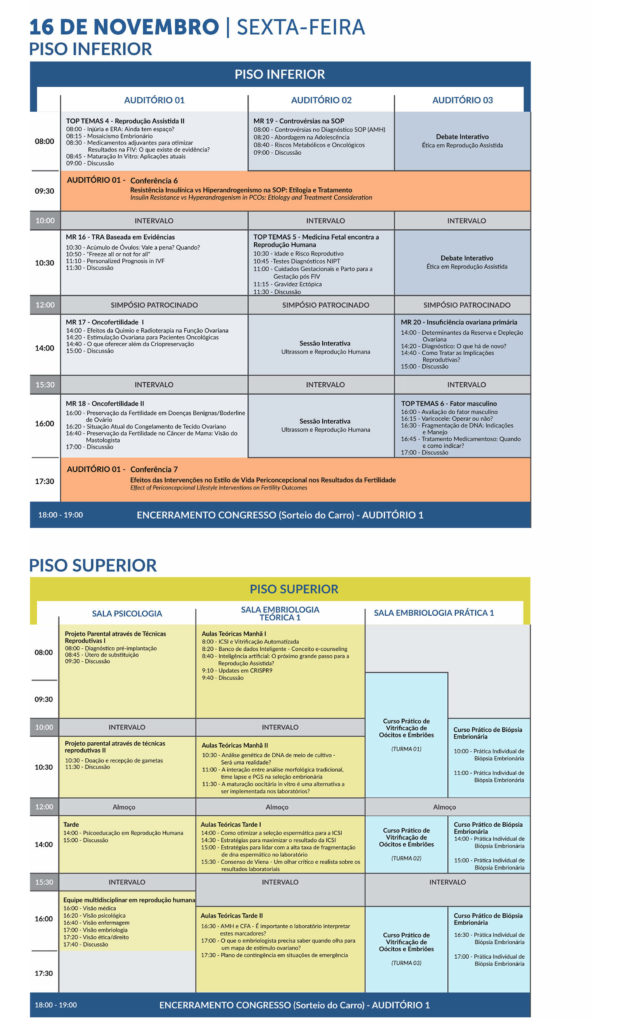 16 DE NOVEMBRO | SEXTA-FEIRA
PISO INFERIOR
PISO INFERIOR
AUDITÓRIO 01
AUDITÓRIO 02
AUDITÓRIO 03
08:00
TOP TEMAS 4 - Reprodução Assistida II
08:00 - Injúria e ERA: Ainda tem espaço?
08:15 - Mosaicismo Embrionário
08:30 - Medicamentos adjuvantes para otimizar
Resultados na FIV: O que existe de evidência?
08:45 - Maturação In Vitro: Aplicações atuais
09:00 - Discussão
MR 19 - Controvérsias na SOP
08:00 - Controvérsias no Diagnóstico SOP (AMH)
08:20 - Abordagem na Adolescência
08:40 - Riscos Metabólicos e Oncológicos
09:00 - Discussão
Debate Interativo
Ética em Reprodução Assistida
09:30
AUDITÓRIO 01 - Conferência 6
Resistência Insulínica vs Hiperandrogenismo na SOP: Etilogia e Tratamento
Insulin Resistance vs Hyperandrogenism in PCOs: Etiology and Treatment Consideration
10:00
INTERVALO
INTERVALO
INTERVALO
10:30
MR 16 - TRA Baseada em Evidências
10:30 - Acúmulo de Óvulos: Vale a pena? Quando?
10:50 - "Freeze all or not for all"
11:10 - Personalized Prognosis in IVF
11:30 - Discussão
TOP TEMAS 5 - Medicina Fetal encontra a
Reprodução Humana
10:30 - Idade e Risco Reprodutivo
10:45 -Testes Diagnósticos NIPT
11:00 - Cuidados Gestacionais e Parto para a
Gestação pós FIV
11:15 - Gravidez Ectópica
11:30 - Discussão
Debate Interativo
Ética em Reprodução Assistida
12:00
SIMPÓSIO PATROCINADO
SIMPÓSIO PATROCINADO
SIMPÓSIO PATROCINADO
14:00
MR 17 - Oncofertilidade I
14:00 - Efeitos da Quimio e Radioterapia na Função Ovariana
14:20 - Estimulação Ovariana para Pacientes Oncológicas
14:40 - O que oferecer além da Criopreservação
15:00 - Discussão
Sessão Interativa
Ultrassom e Reprodução Humana
MR 20 - Insuficiência ovariana primária
14:00 - Determinantes da Reserva e Depleção
Ovariana
14:20 - Diagnóstico: O que há de novo?
14:40 - Como Tratar as Implicações
Reprodutivas?
15:00 - Discussão
15:30
INTERVALO
INTERVALO
INTERVALO
16:00
MR 18 - Oncofertilidade II
16:00 - Preservação da Fertilidade em Doenças Benignas/Boderline
de Ovário
16:20 - Situação Atual do Congelamento de Tecido Ovariano
16:40 - Preservação da Fertilidade no Câncer de Mama: Visão do
Mastologista
17:00 - Discussão
Sessão Interativa
Ultrassom e Reprodução Humana
TOP TEMAS 6 - Fator masculino
16:00 - Avaliação do fator masculino
16:15 - Varicocele: Operar ou não?
16:30 - Fragmentação de DNA: Indicações
e Manejo
16:45 - Tratamento Medicamentoso: Quando
e como indicar?
17:00 - Discussão
17:30
AUDITÓRIO 01 - Conferência 7
Efeitos das Intervenções no Estilo de Vida Periconcepcional nos Resultados da Fertilidade
Effect of Periconcepcional Lifestyle Interventions on Fertility Outcomes
18:00 - 19:00
ENCERRAMENTO CONGRESSO (Sorteio do Carro) - AUDITÓRIO 1
PISO SUPERIOR
PISO SUPERIOR
SALA PSICOLOGIA
SALA EMBRIOLOGIA
TEÓRICA 1
SALA EMBRIOLOGIA PRÁTICA 1
08:00
Projeto Parental através de Técnicas
Reprodutivas I
08:00 - Diagnóstico pré-implantação
08:45 - Útero de substituição
09:30 - Discussão
Aulas Teóricas Manhã I
8:00 - ICSI e Vitrificação Automatizada
8:20 - Banco de dados Inteligente - Conceito e-counseling
8:40 - Inteligência artificial: O próximo grande passo para a
Reprodução Assistida?
9:10 - Updates em CRISPR9
9:40 - Discussão
09:30
Curso Prático de
Vitrificação de
Oócitos e Embriões
(TURMA 01)
Curso Prático de Biópsia
Embrionária
10:00 - Prática Individual de
Biópsia Embrionária
11:00 - Prática Individual de
Biópsia Embrionária
10:00
INTERVALO
INTERVALO
10:30
Projeto parental através de técnicas
reprodutivas II
10:30 - Doação e recepção de gametas
11:30 - Discussão
Aulas Teóricas Manhã II
10:30 - Análise genética de DNA de meio de cultivo -
Será uma realidade?
11:00 - A interação entre análise morfológica tradicional,
time lapse e PGS na seleção embrionária
11:30 - A maturação oocitária in vitro é uma alternativa a
ser implementada nos laboratórios?
12:00
Almoço
Almoço
Almoço
14:00
Tarde
14:00 - Psicoeducação em Reprodução Humana
15:00 - Discussão
Aulas Teóricas Tarde I
14:00 - Como otimizar a seleção espermática para a ICSI
14:30 - Estratégias para maximizar o resultado da ICSI
15:00 - Estratégias para lidar com a alta taxa de fragmentação
de dna espermático no laboratório
15:30 - Consenso de Viena - Um olhar crítico e realista sobre os
resultados laboratoriais
Curso Prático de
Vitrificação de
Oócitos e Embriões
(TURMA 02)
Curso Prático de Biópsia
Embrionária
14:00 - Prática Individual de
Biópsia Embrionária
15:00 - Prática Individual de
Biópsia Embrionária
15:30
INTERVALO
INTERVALO
INTERVALO
16:00
Equipe multidisciplinar em reprodução humana
16:00 - Visão médica
16:20 - Visão psicológica
16:40 - Visão enfermagem
17:00 - Visão embriologia
17:20 - Visão ética/direito
17:40 - Discussão
Aulas Teóricas Tarde II
16:30 - AMH e CFA - É importante o laboratório interpretar
estes marcadores?
17:00 - O que o embriologista precisa saber quando olha para
um mapa de estímulo ovariano?
17:30 - Plano de contingência em situações de emergência
Curso Prático de
Vitrificação de
Oócitos e Embriões
(TURMA 03)
Curso Prático de Biópsia
Embrionária
16:30 - Prática Individual de
Biópsia Embrionária
17:00 - Prática Individual de
Biópsia Embrionária
17:30
18:00 - 19:00
ENCERRAMENTO CONGRESSO (Sorteio do Carro) - AUDITÓRIO 1